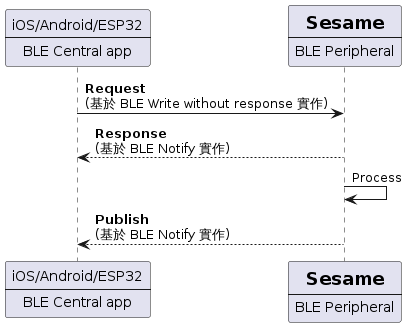 iOS/Android/ESP32
BLE Central app
Sesame
BLE Peripheral
Request
(基於 BLE Write without response 實作)
Response
(基於 BLE Notify 實作)
Process
Publish
(基於 BLE Notify 實作)
iOS/Android/ESP32
BLE Central app
Sesame
BLE Peripheral